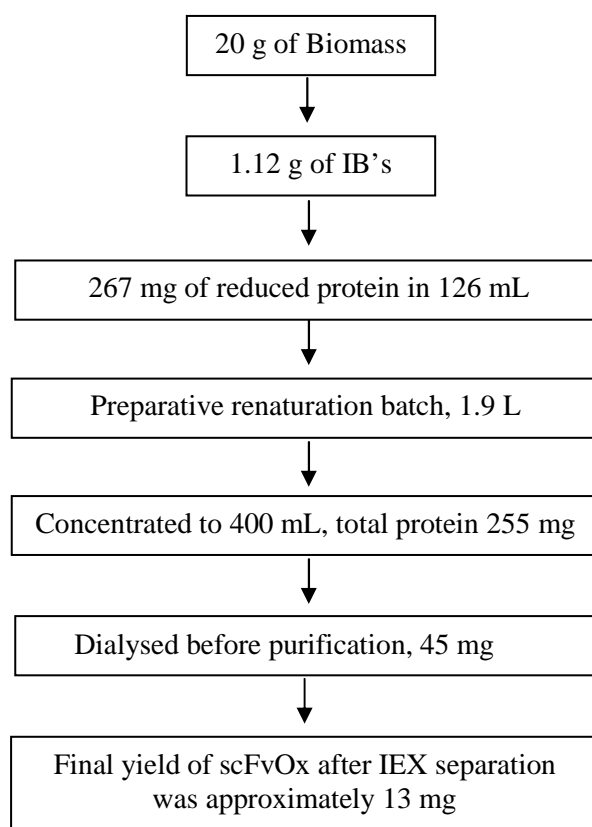 20 g of Biomass
1.12 g of IB’s
267 mg of reduced protein in 126 mL
Preparative renaturation batch, 1.9 L
Concentrated to 400 mL, total protein 255 mg
Dialysed before purification, 45 mg
Final yield of scFvOx after IEX separation
was approximately 13 mg